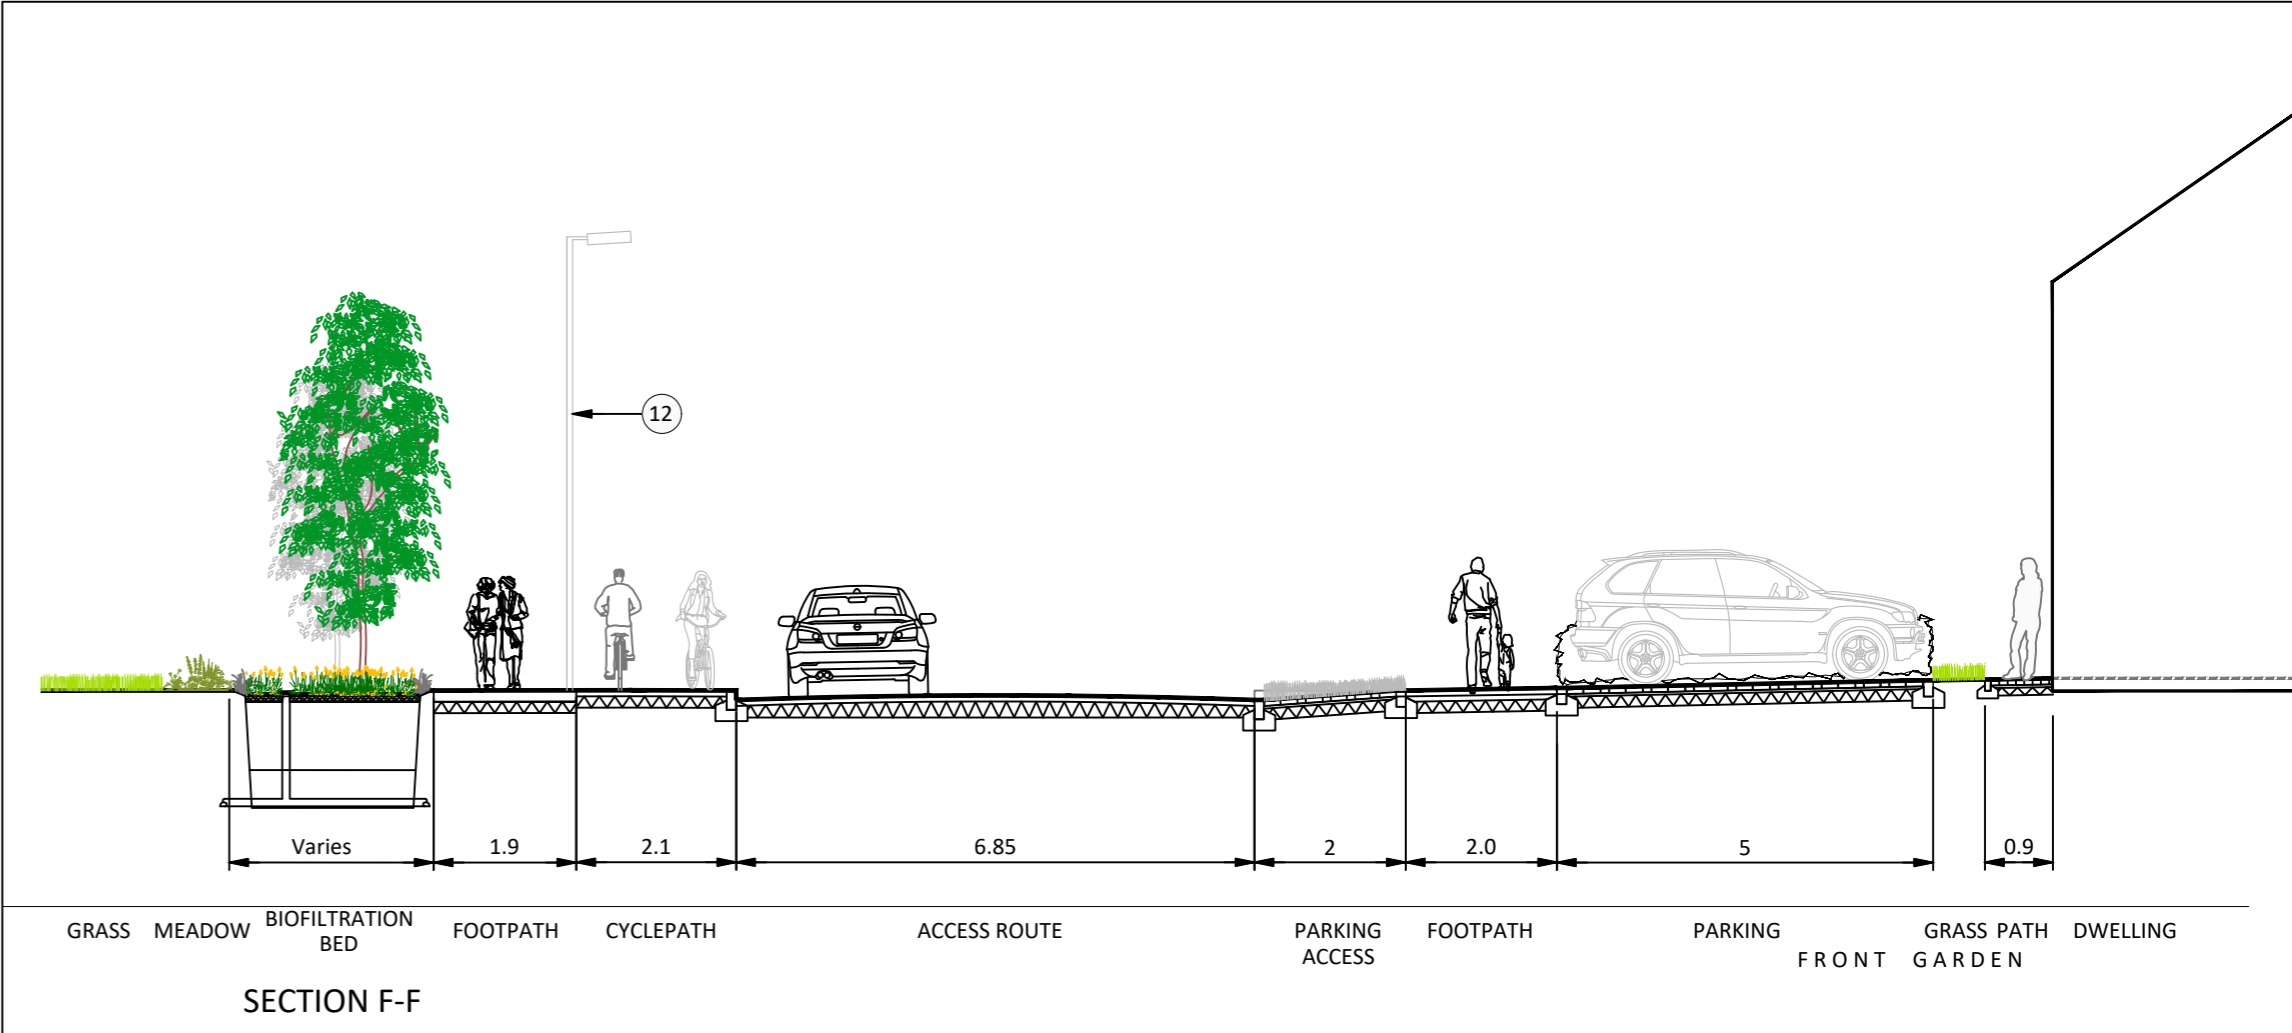 12
Varies 1.9 2.1 6.85 2 2.0 5 0.9
GRASS MEADOW BIOFILTRATION BED FOOTPATH CYCLEPATH ACCESS ROUTE PARKING ACCESS FOOTPATH PARKING GRASS PATH DWELLING
FRONT GARDEN
SECTION F-F